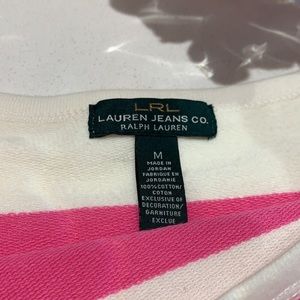 LRL
LAUREN JEANS CO.
RALPH LAUREN
M
MADE IN
JORDAN
FABRIQUÉ EN
JORDANIE
100% COTTON/
COTON
EXCLUSIVE OF
DECORATION/
GARNITURE
EXCLUE